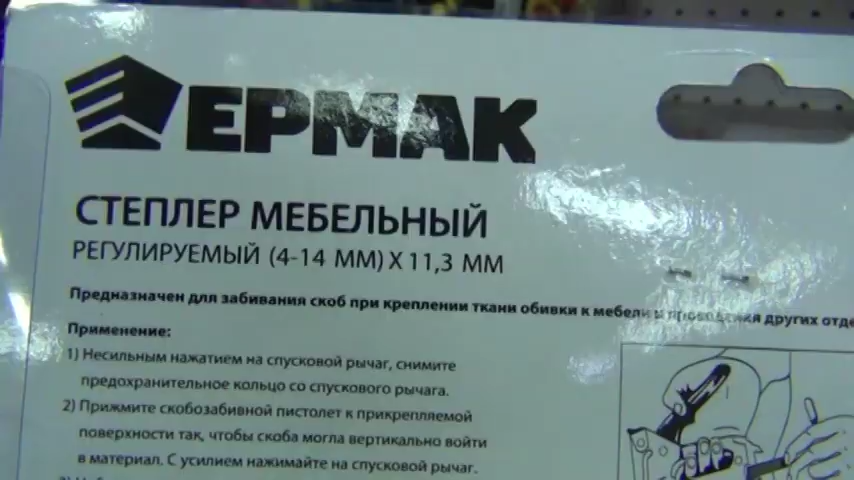 ЕРМАК
СТЕПЛЕР МЕБЕЛЬНЫЙ
РЕГУЛИРУЕМЫЙ (4-14 ММ) X 11,3 ММ
Предназначен для забивания скоб при креплении ткани обивки к мебели и проведения других
Применение:
1) Несильным нажатием на спусковой рычаг, снимите
предохранительное кольцо со спускового рычага.
2) Прижмите скобозабивной пистолет к прикрепляемой
поверхности так, чтобы скоба могла вертикально войти
в материал. С усилием нажимайте на спусковой рычаг.